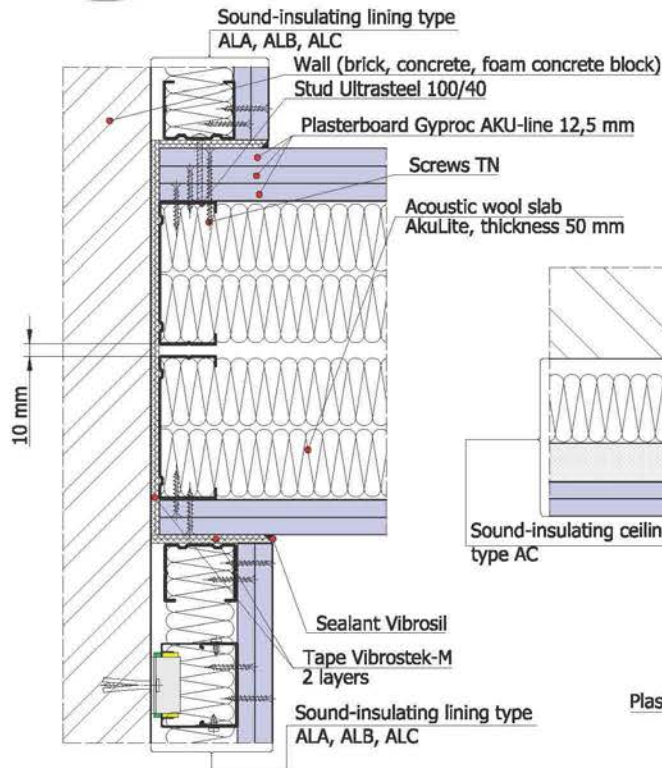 Sound-insulating lining type
ALA, ALB, ALC
Wall (brick, concrete, foam concrete block)
Stud Ultrasteel 100/40
Plasterboard Gyproc AKU-line 12,5 mm
Screws TN
Acoustic wool slab
AkuLite, thickness 50 mm
10 mm
Sound-insulating ceilin
type AC
Sealant Vibrosil
Tape Vibrostek-M
2 layers
Plas
Sound-insulating lining type
ALA, ALB, ALC